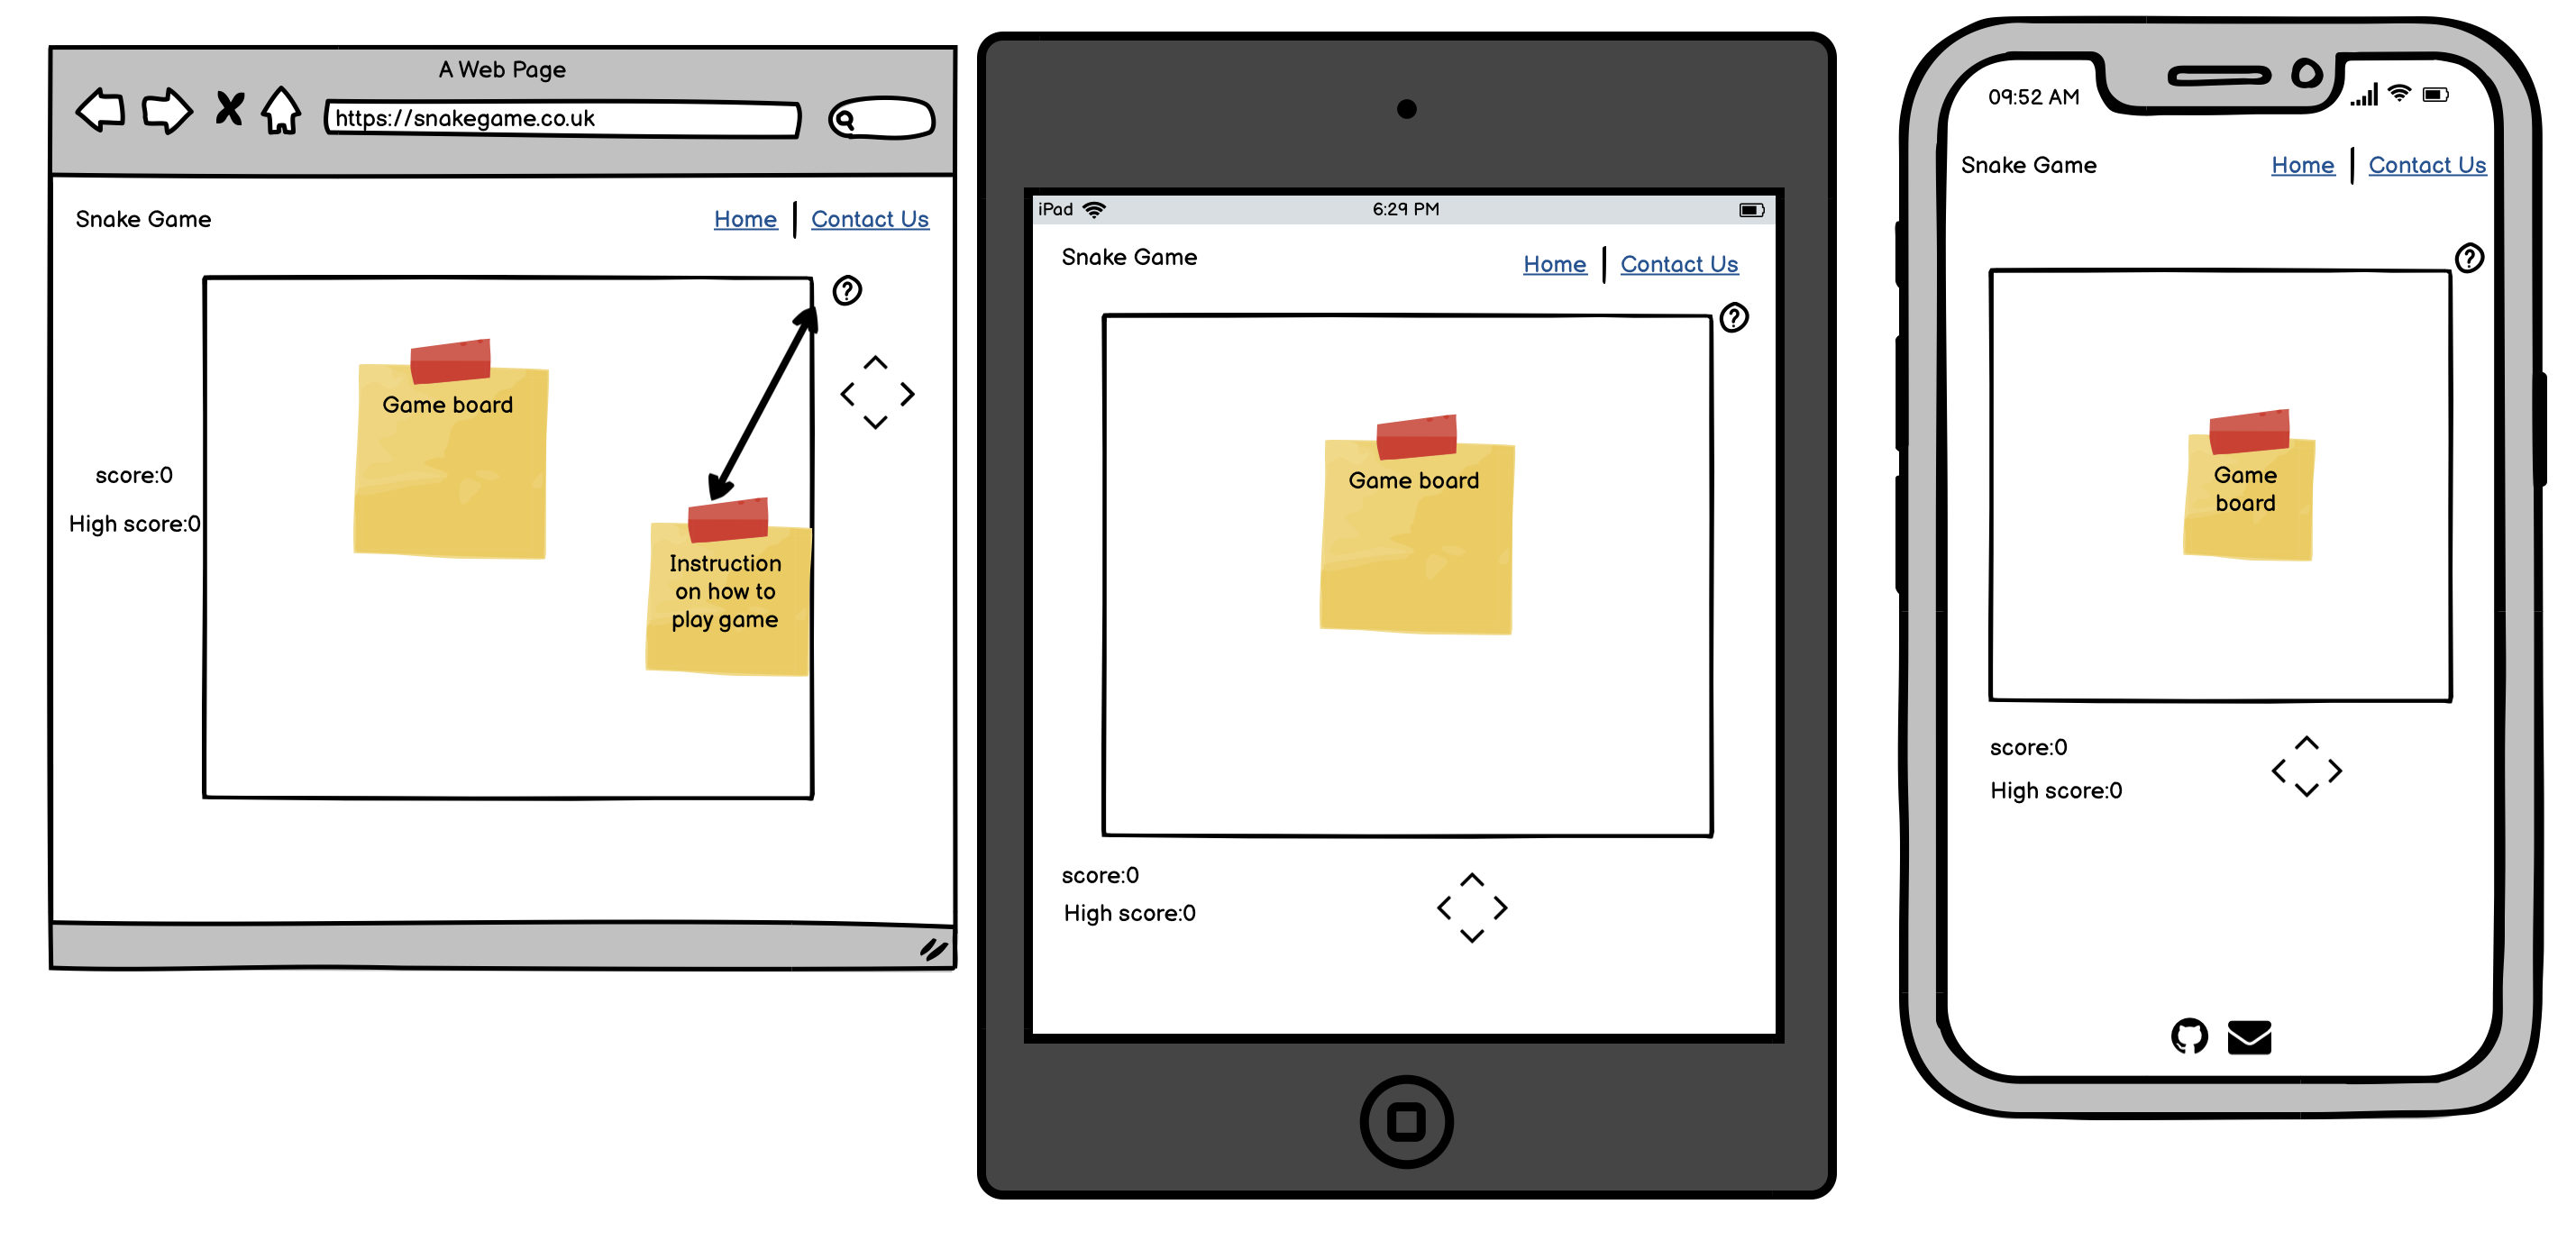 A Web Page
https://snakegame.co.uk
Snake Game
Home
Contact Us
?
Game board
score:0
High score:0
Instruction
on how to
play game
iPad
6:29 PM
Snake Game
Home
Contact Us
?
Game board
score:0
High score:0
09:52 AM
Snake Game
Home
Contact Us
?
Game
board
score:0
High score:0